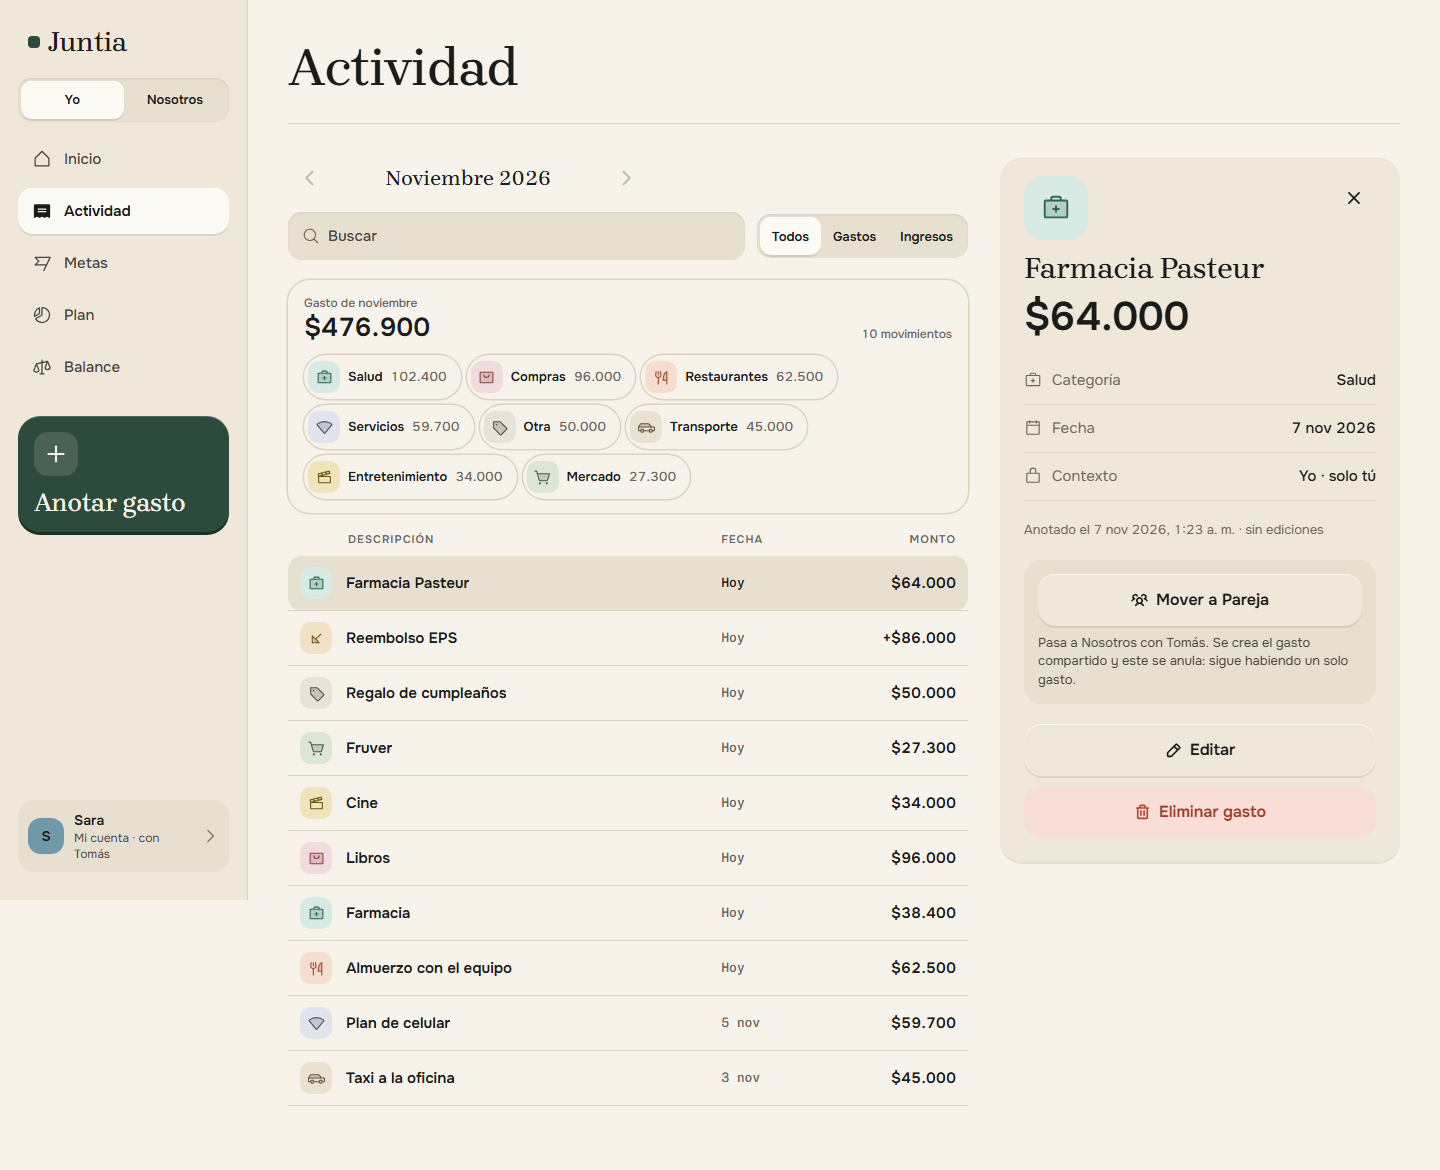 Juntia
Yo
Nosotros
Inicio
Actividad
Metas
Plan
Balance
Anotar gasto
S
Sara
Mi cuenta · con
Tomás
Actividad
Noviembre 2026
Buscar
Todos
Gastos
Ingresos
Gasto de noviembre
$476.900
10 movimientos
Salud 102.400
Compras 96.000
Restaurantes 62.500
Servicios 59.700
Otra 50.000
Transporte 45.000
Entretenimiento 34.000
Mercado 27.300
DESCRIPCIÓN FECHA MONTO
Farmacia Pasteur Hoy $64.000
Reembolso EPS Hoy +$86.000
Regalo de cumpleaños Hoy $50.000
Fruver Hoy $27.300
Cine Hoy $34.000
Libros Hoy $96.000
Farmacia Hoy $38.400
Almuerzo con el equipo Hoy $62.500
Plan de celular 5 nov $59.700
Taxi a la oficina 3 nov $45.000
Farmacia Pasteur
$64.000
Categoría Salud
Fecha 7 nov 2026
Contexto Yo · solo tú
Anotado el 7 nov 2026, 1:23 a. m. · sin ediciones
Mover a Pareja
Pasa a Nosotros con Tomás. Se crea el gasto
compartido y este se anula: sigue habiendo un solo
gasto.
Editar
Eliminar gasto